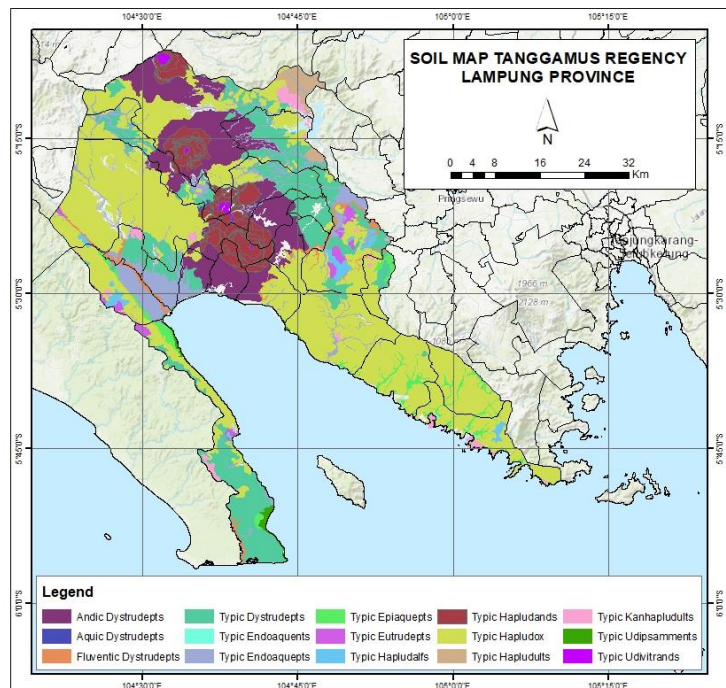 104°30'0"E 104°45'0"E 105°0'0"E 105°15'0"E
SOIL MAP TANGGAMUS REGENCY
LAMPUNG PROVINCE
N
0 4 8 16 24 32
Km
5°15'0"S 5°15'0"S
Pringsewu
5°30'0"S 5°30'0"S
1966 m
2128 m
5°45'0"S 5°45'0"S
6°0'0"S 6°0'0"S
Legend
Andic Dystrudepts Typic Dystrudepts Typic Epiaquepts Typic Hapludands Typic Kanhapludults
Aquic Dystrudepts Typic Endoaquents Typic Eutrudepts Typic Hapludox Typic Udipsamments
Fluventic Dystrudepts Typic Endoaquepts Typic Hapludalfs Typic Hapludults Typic Udivitrands
104°30'0"E 104°45'0"E 105°0'0"E 105°15'0"E